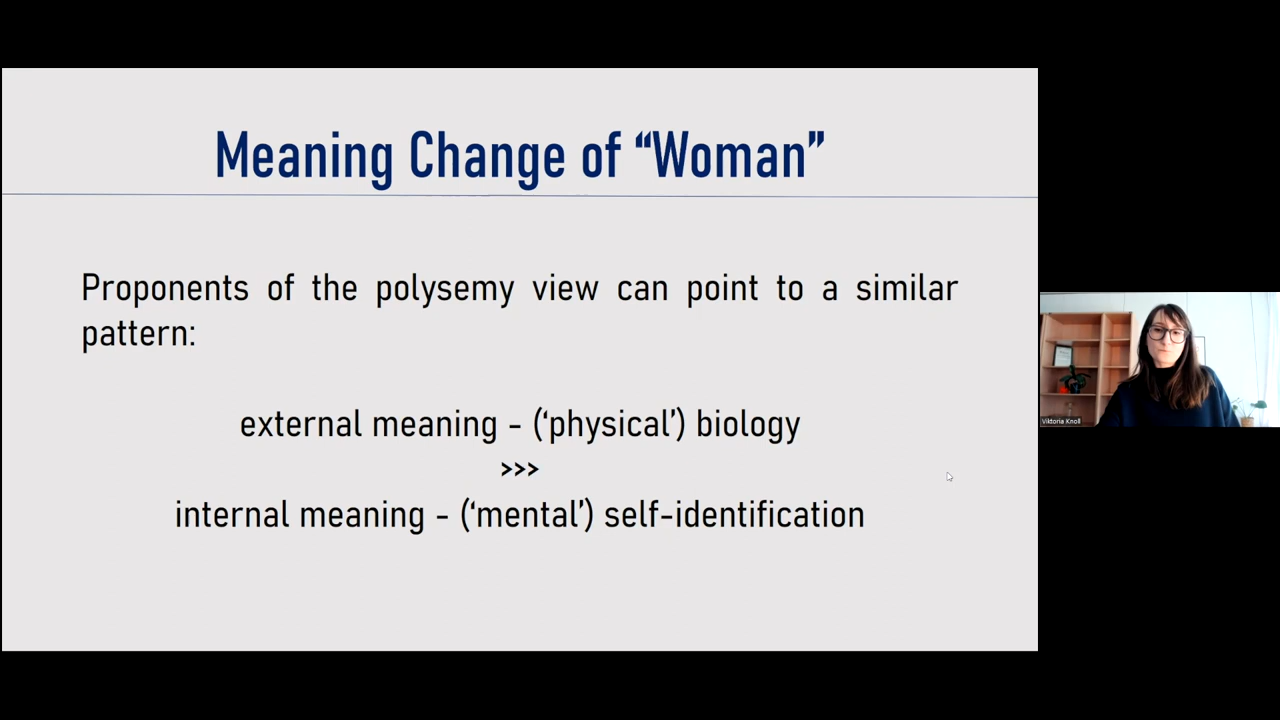 Meaning Change of “Woman”
Proponents of the polysemy view can point to a similar
pattern:
external meaning - (‘physical’) biology
>>>
internal meaning - (‘mental’) self-identification
Viktoria Knoll